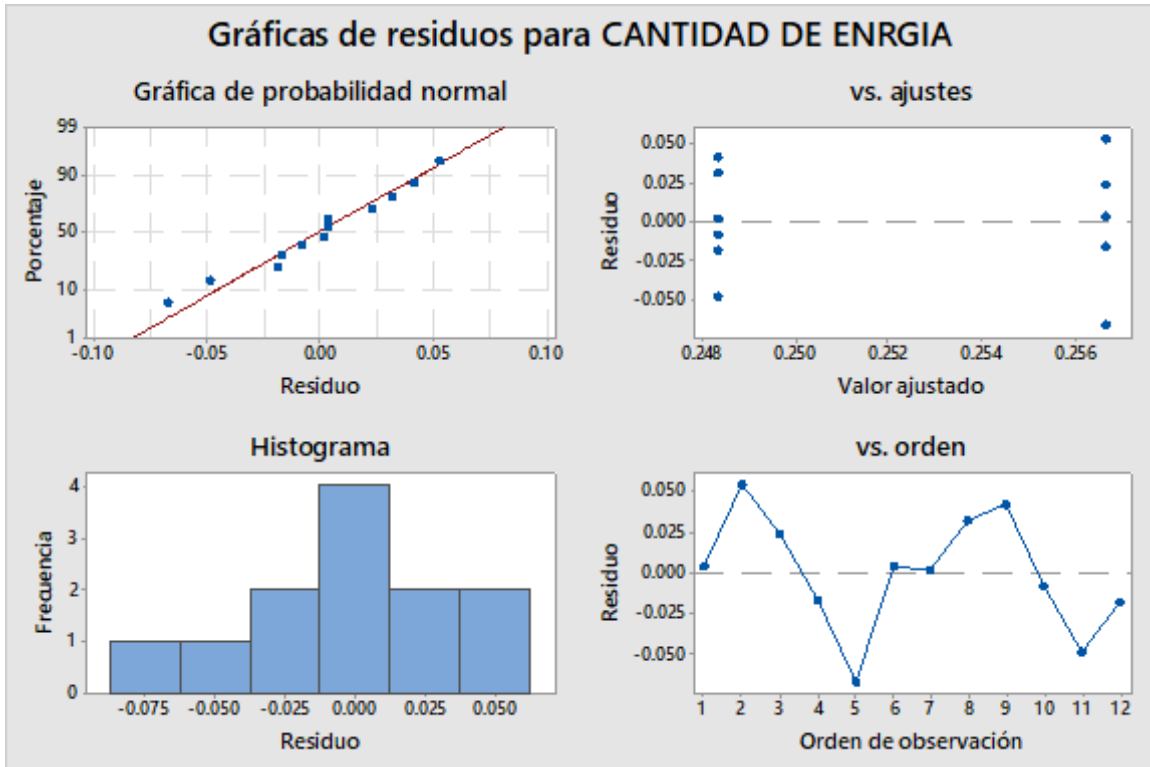 Gráficas de residuos para CANTIDAD DE ENRGIA
Gráfica de probabilidad normal
99
90
50
10
1
Porcentaje
-0.10 -0.05 0.00 0.05 0.10
Residuo
vs. ajustes
0.050
0.025
0.000
-0.025
-0.050
Residuo
0.248 0.250 0.252 0.254 0.256
Valor ajustado
Histograma
4
3
2
1
0
Frecuencia
-0.075 -0.050 -0.025 0.000 0.025 0.050
Residuo
vs. orden
0.050
0.025
0.000
-0.025
-0.050
Residuo
1 2 3 4 5 6 7 8 9 10 11 12
Orden de observación